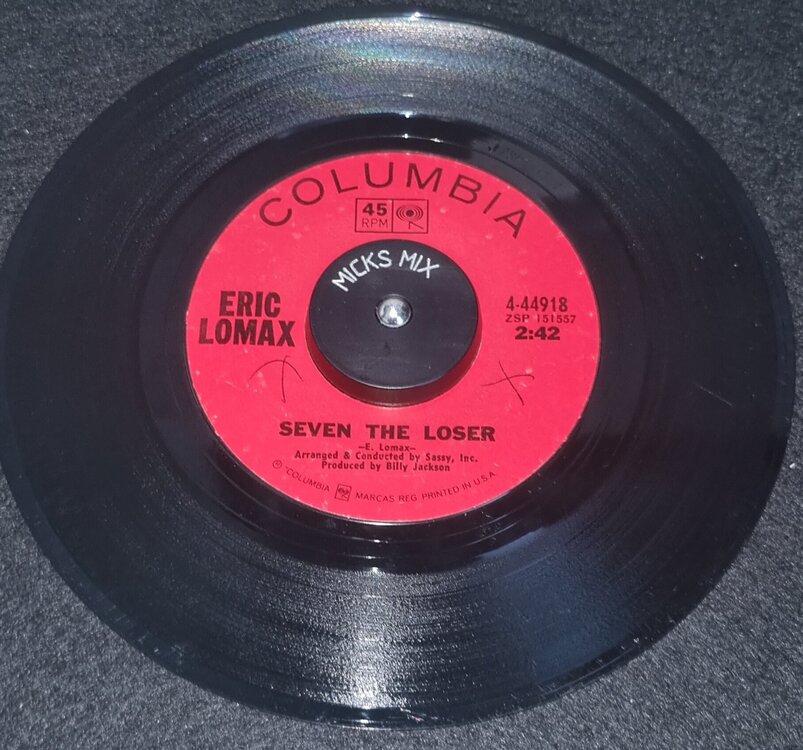 COLUMBIA
45
RPM
MICKS MIX
ERIC
LOMAX
4-44918
ZSP 151557
2:42
SEVEN THE LOSER
—E. Lomax—
Arranged & Conducted by Sassy, Inc.
Produced by Billy Jackson
℗ "COLUMBIA MARCAS REG. PRINTED IN U.S.A.